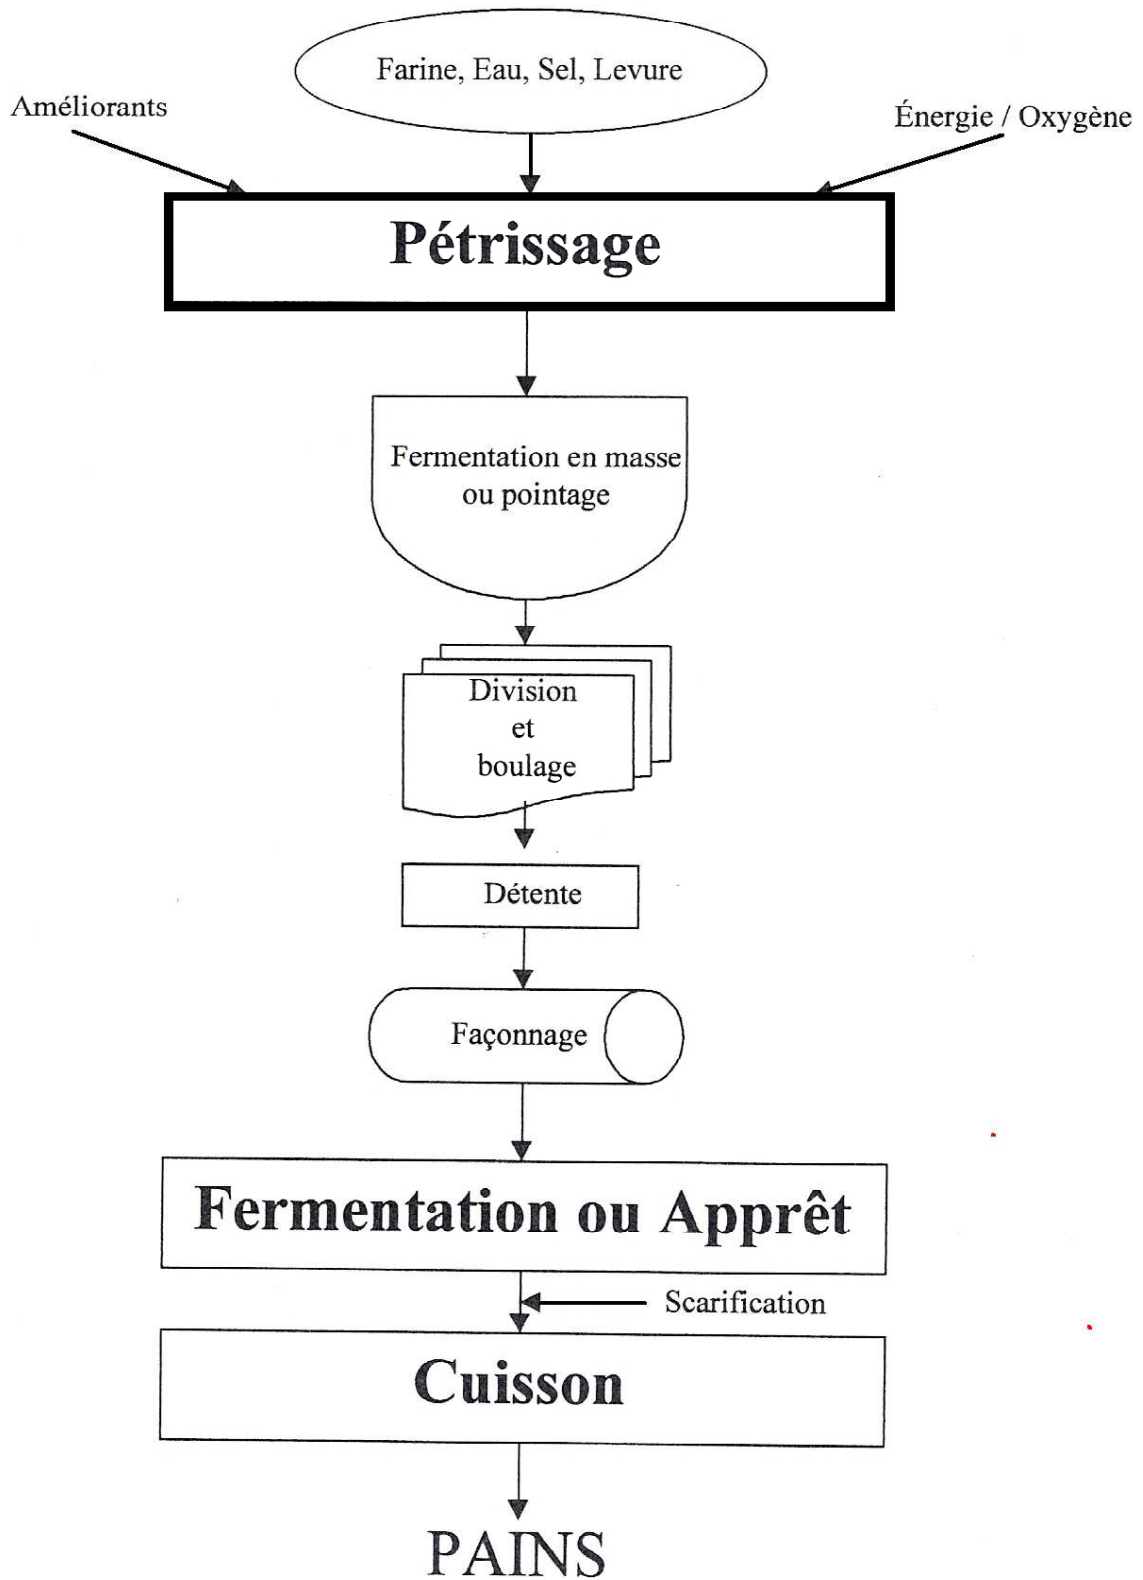 Farine, Eau, Sel, Levure
Améliorants
Énergie / Oxygène
Pétrissage
Fermentation en masse
ou pointage
Division
et
boulage
Détente
Façonnage
Fermentation ou Apprêt
Scarification
Cuisson
PAINS